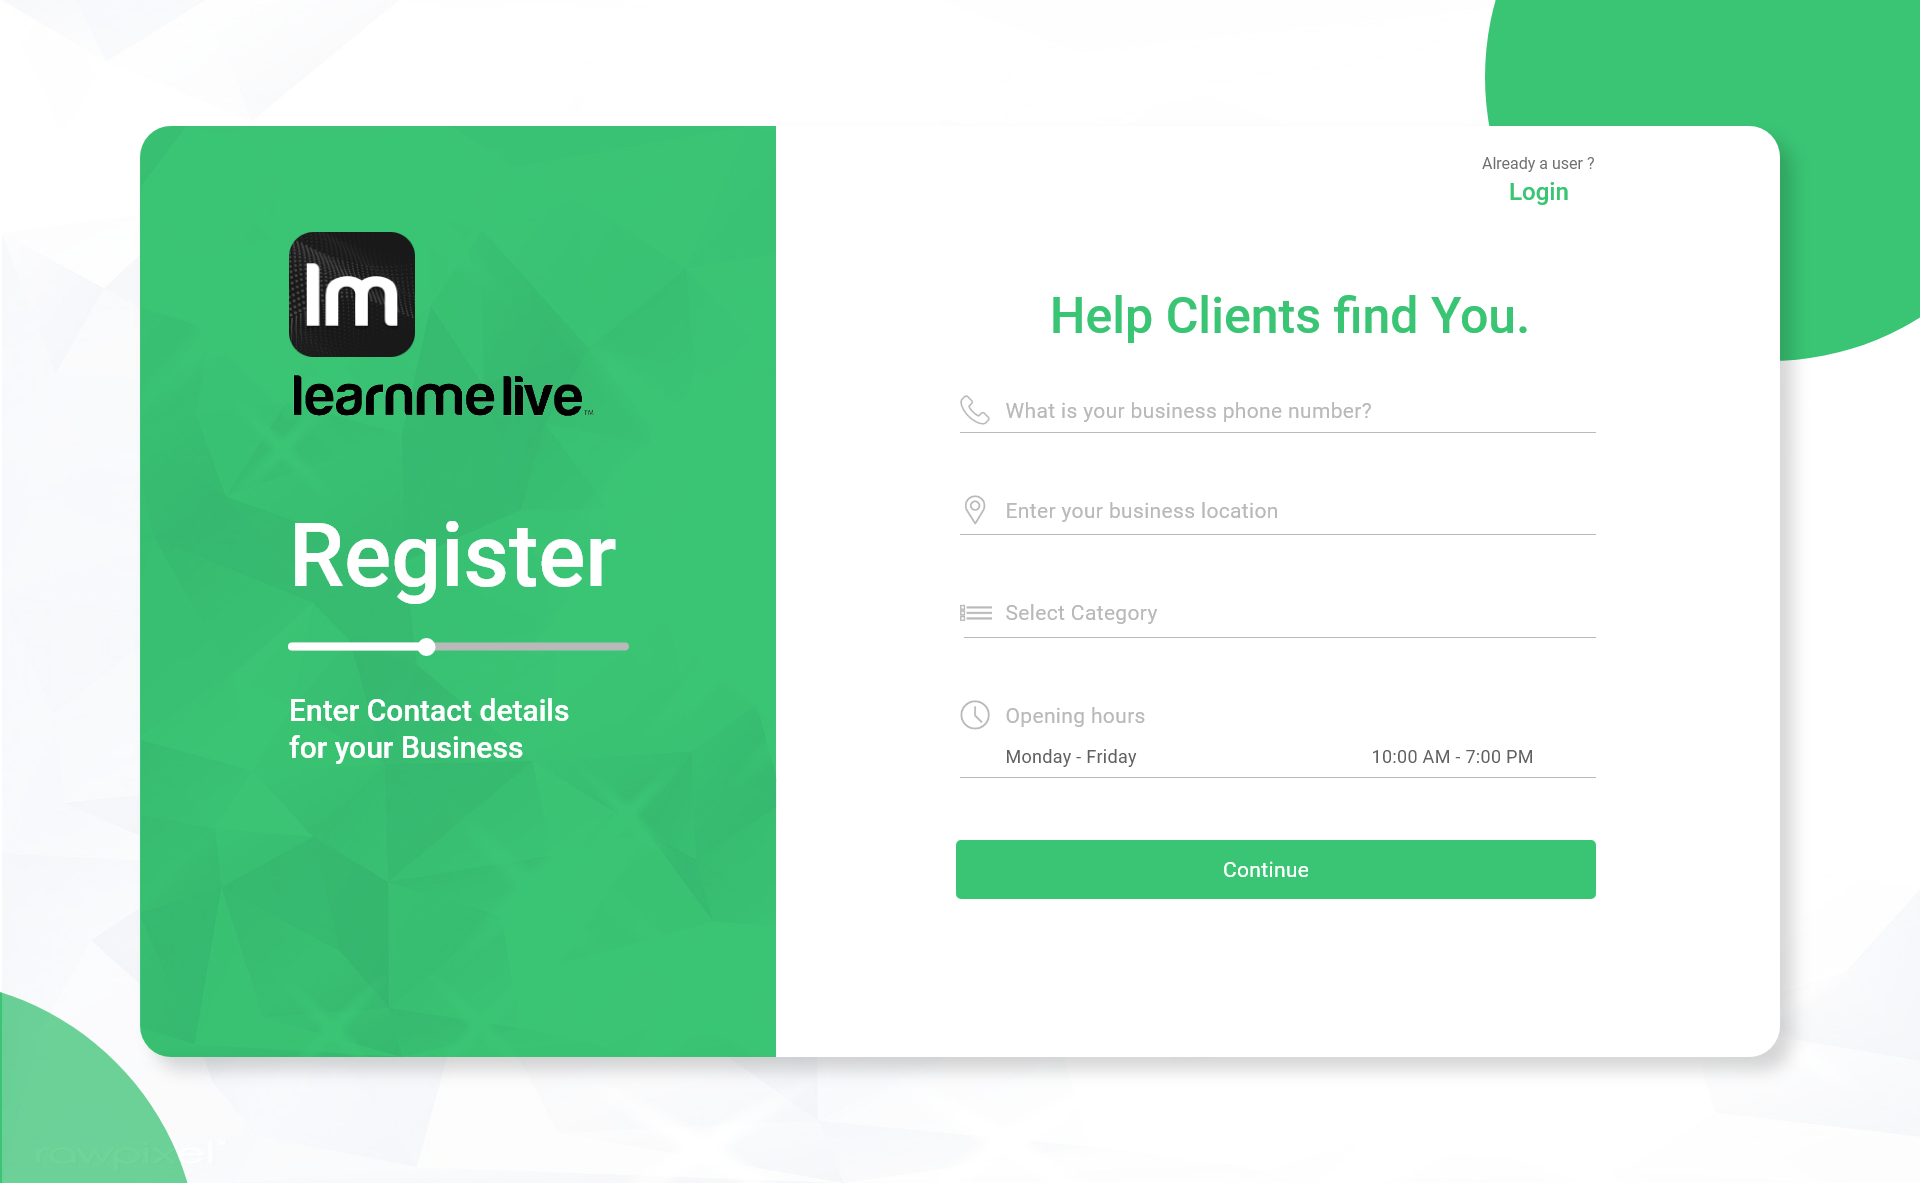 lm
learnme live™
Register
Enter Contact details
for your Business
Already a user ?
Login
Help Clients find You.
What is your business phone number?
Enter your business location
Select Category
Opening hours
Monday - Friday 10:00 AM - 7:00 PM
Continue
rawpixel